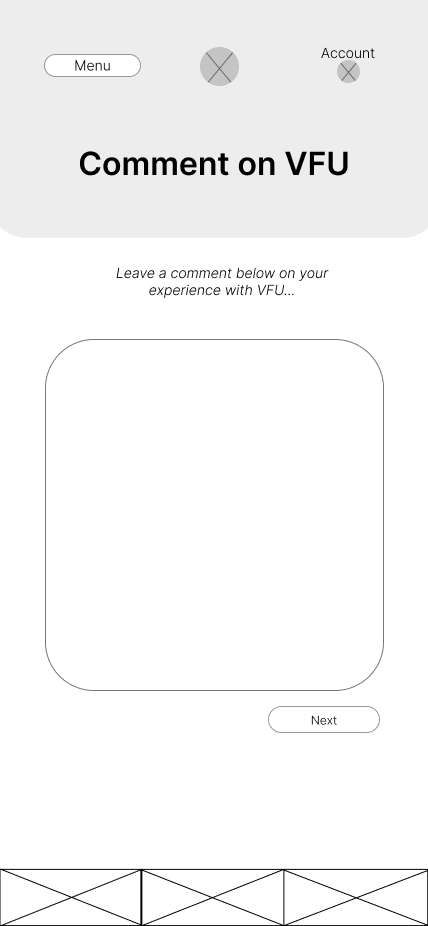 Menu
Account
Comment on VFU
Leave a comment below on your
experience with VFU...
Next